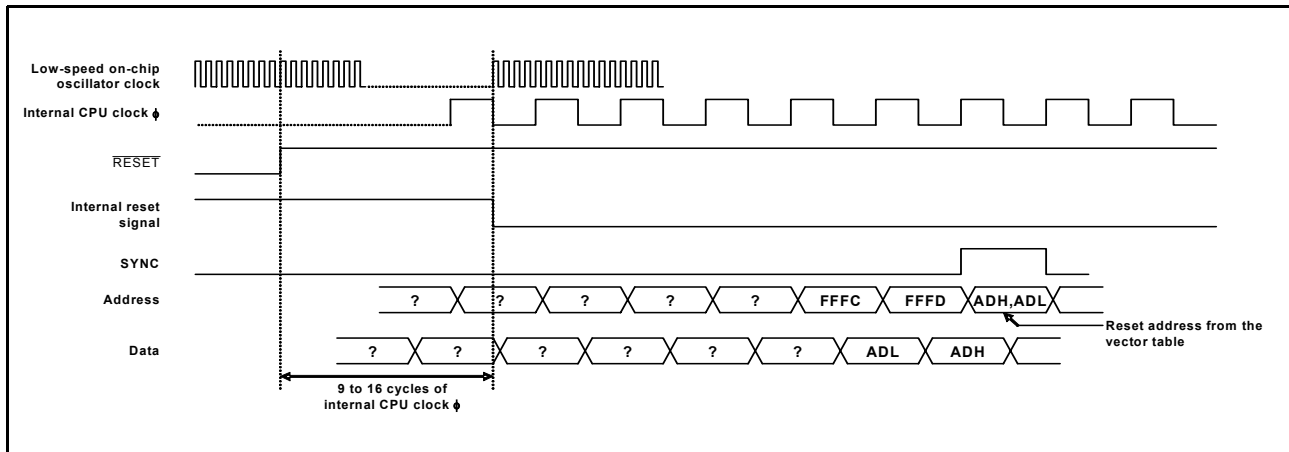 Low-speed on-chip
oscillator clock
Internal CPU clock ϕ
RESET
Internal reset
signal
SYNC
Address
? ? ? ? ? FFFC FFFD ADH,ADL
Reset address from the
vector table
Data
? ? ? ? ? ? ADL ADH
9 to 16 cycles of
internal CPU clock ϕ